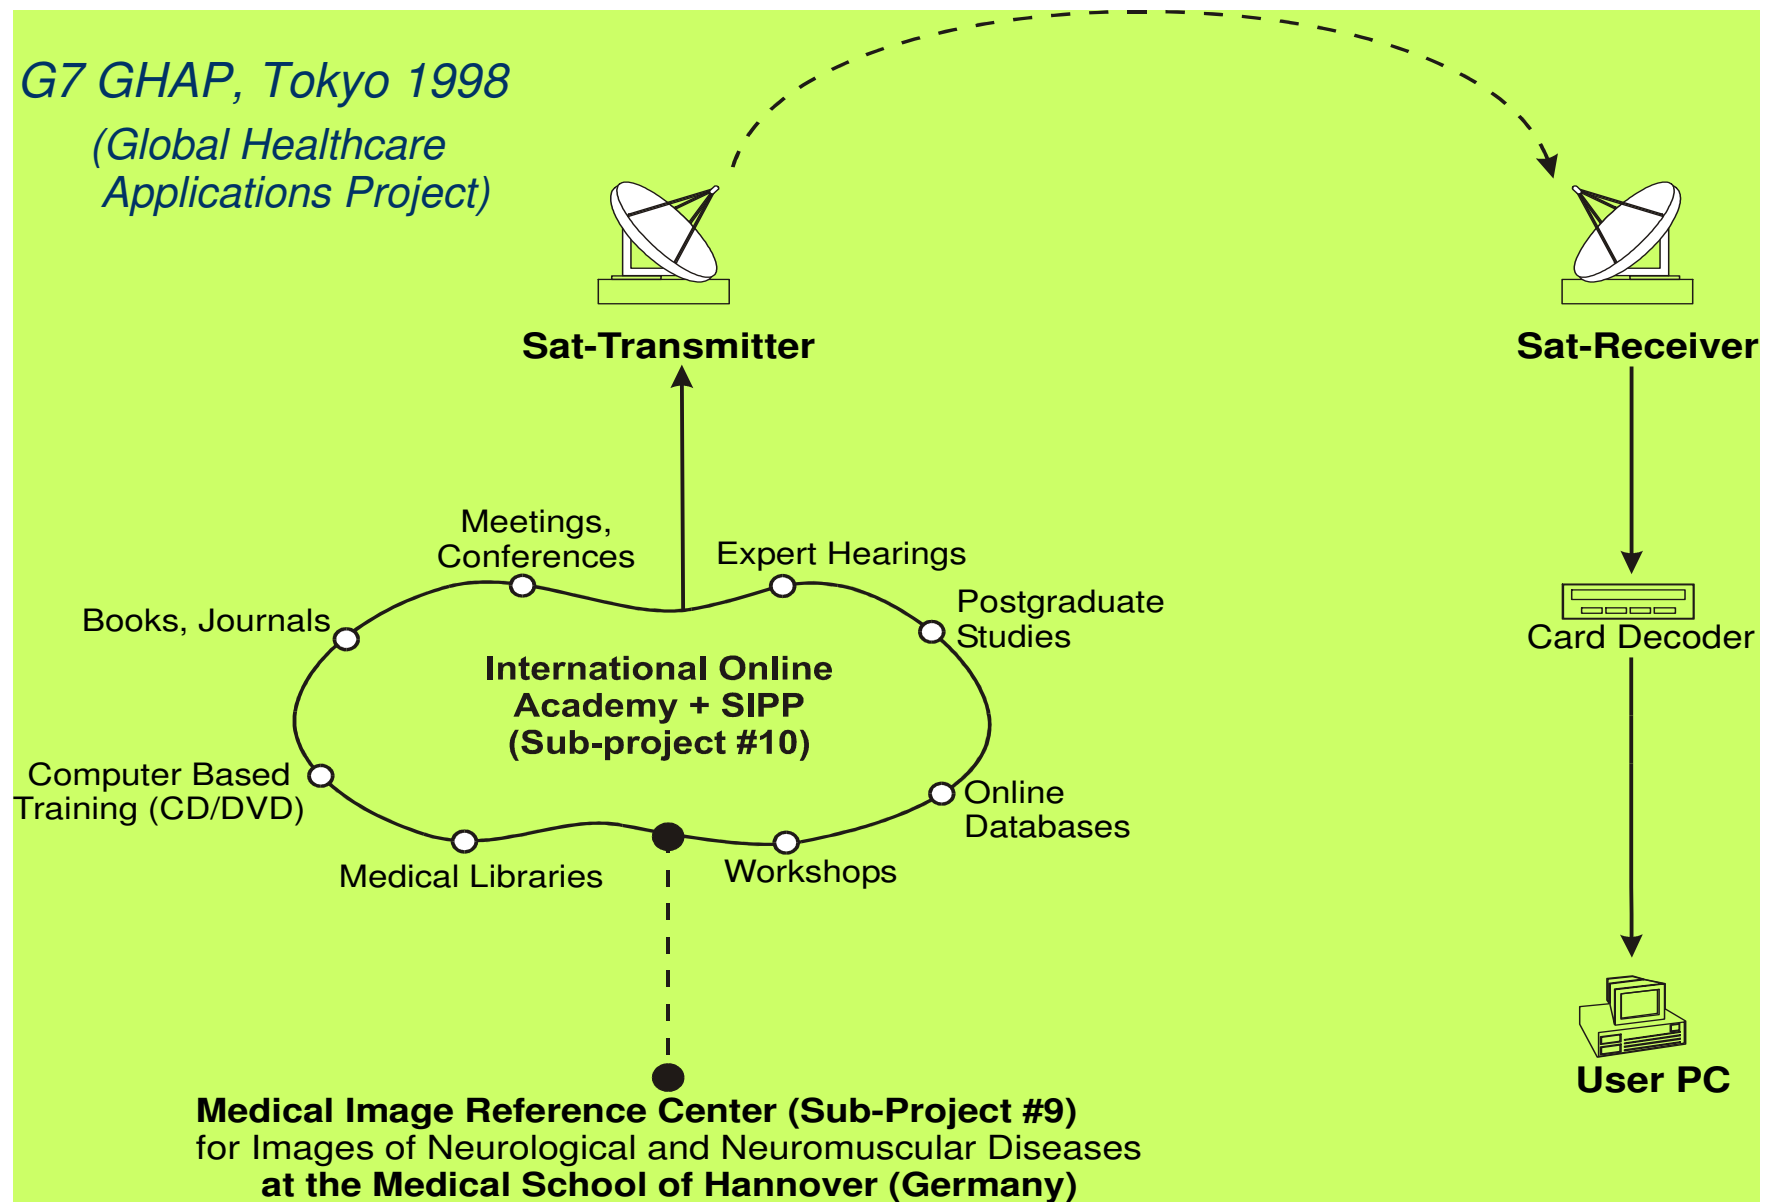 G7 GHAP, Tokyo 1998
(Global Healthcare
Applications Project)
Sat-Transmitter
Sat-Receiver
Meetings,
Conferences
Expert Hearings
Postgraduate
Studies
Books, Journals
International Online
Academy + SIPP
(Sub-project #10)
Card Decoder
Computer Based
Training (CD/DVD)
Online
Databases
Medical Libraries
Workshops
User PC
Medical Image Reference Center (Sub-Project #9)
for Images of Neurological and Neuromuscular Diseases
at the Medical School of Hannover (Germany)